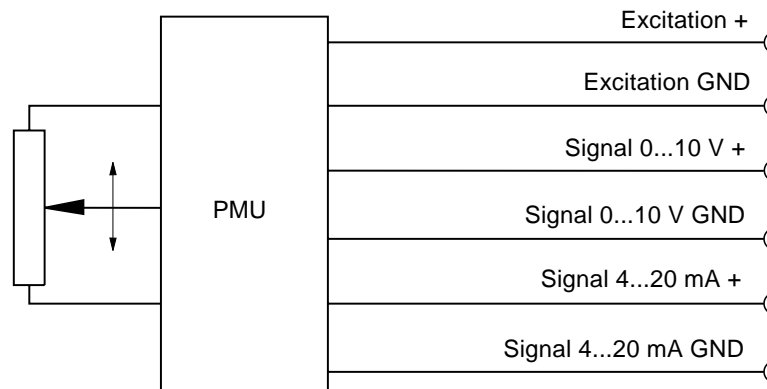 Excitation +
Excitation GND
Signal 0...10 V +
PMU
Signal 0...10 V GND
Signal 4...20 mA +
Signal 4...20 mA GND